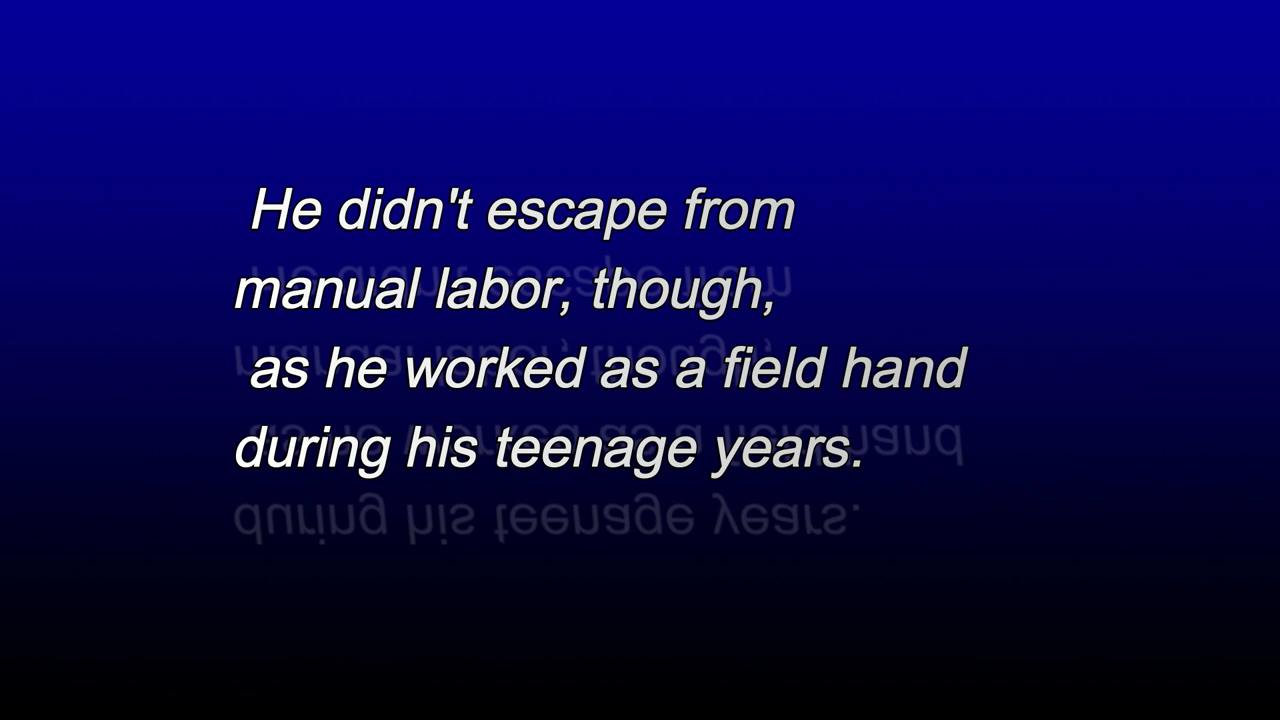 He didn't escape from
manual labor, though,
as he worked as a field hand
during his teenage years.